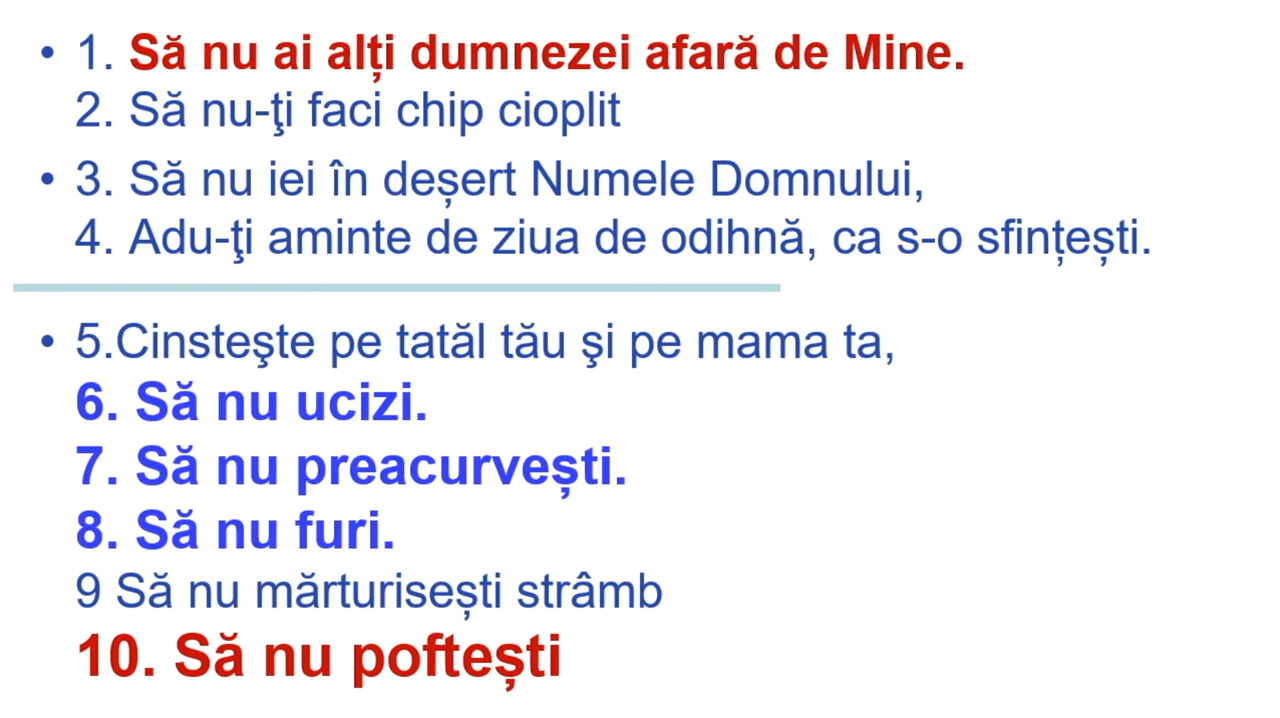 • 1. Să nu ai alți dumnezei afară de Mine.
2. Să nu-ţi faci chip cioplit
• 3. Să nu iei în deșert Numele Domnului,
4. Adu-ţi aminte de ziua de odihnă, ca s-o sfințești.
• 5.Cinsteşte pe tatăl tău şi pe mama ta,
6. Să nu ucizi.
7. Să nu preacurvești.
8. Să nu furi.
9 Să nu mărturisești strâmb
10. Să nu poftești